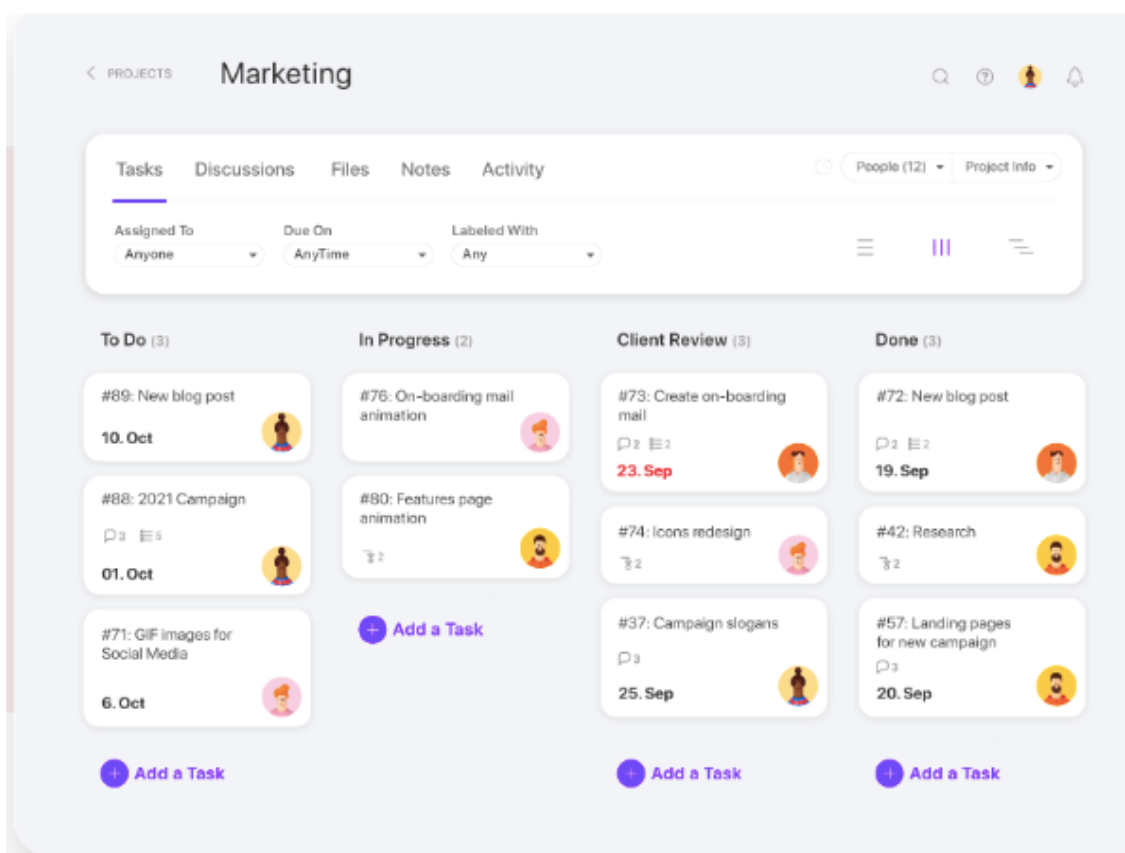 PROJECTS
Marketing
Tasks Discussions Files Notes Activity
People (12) Project Info
Assigned To Due On Labeled With
Anyone AnyTime Any
To Do (3)
#89: New blog post
10. Oct
#88: 2021 Campaign
3 5
01. Oct
#71: GIF images for
Social Media
6. Oct
Add a Task
In Progress (2)
#76: On-boarding mail
animation
#80: Features page
animation
2
Add a Task
Client Review (3)
#73: Create on-boarding
mail
2 2
23. Sep
#74: Icons redesign
2
#37: Campaign slogans
3
25. Sep
Add a Task
Done (3)
#72: New blog post
2 2
19. Sep
#42: Research
2
#57: Landing pages
for new campaign
3
20. Sep
Add a Task